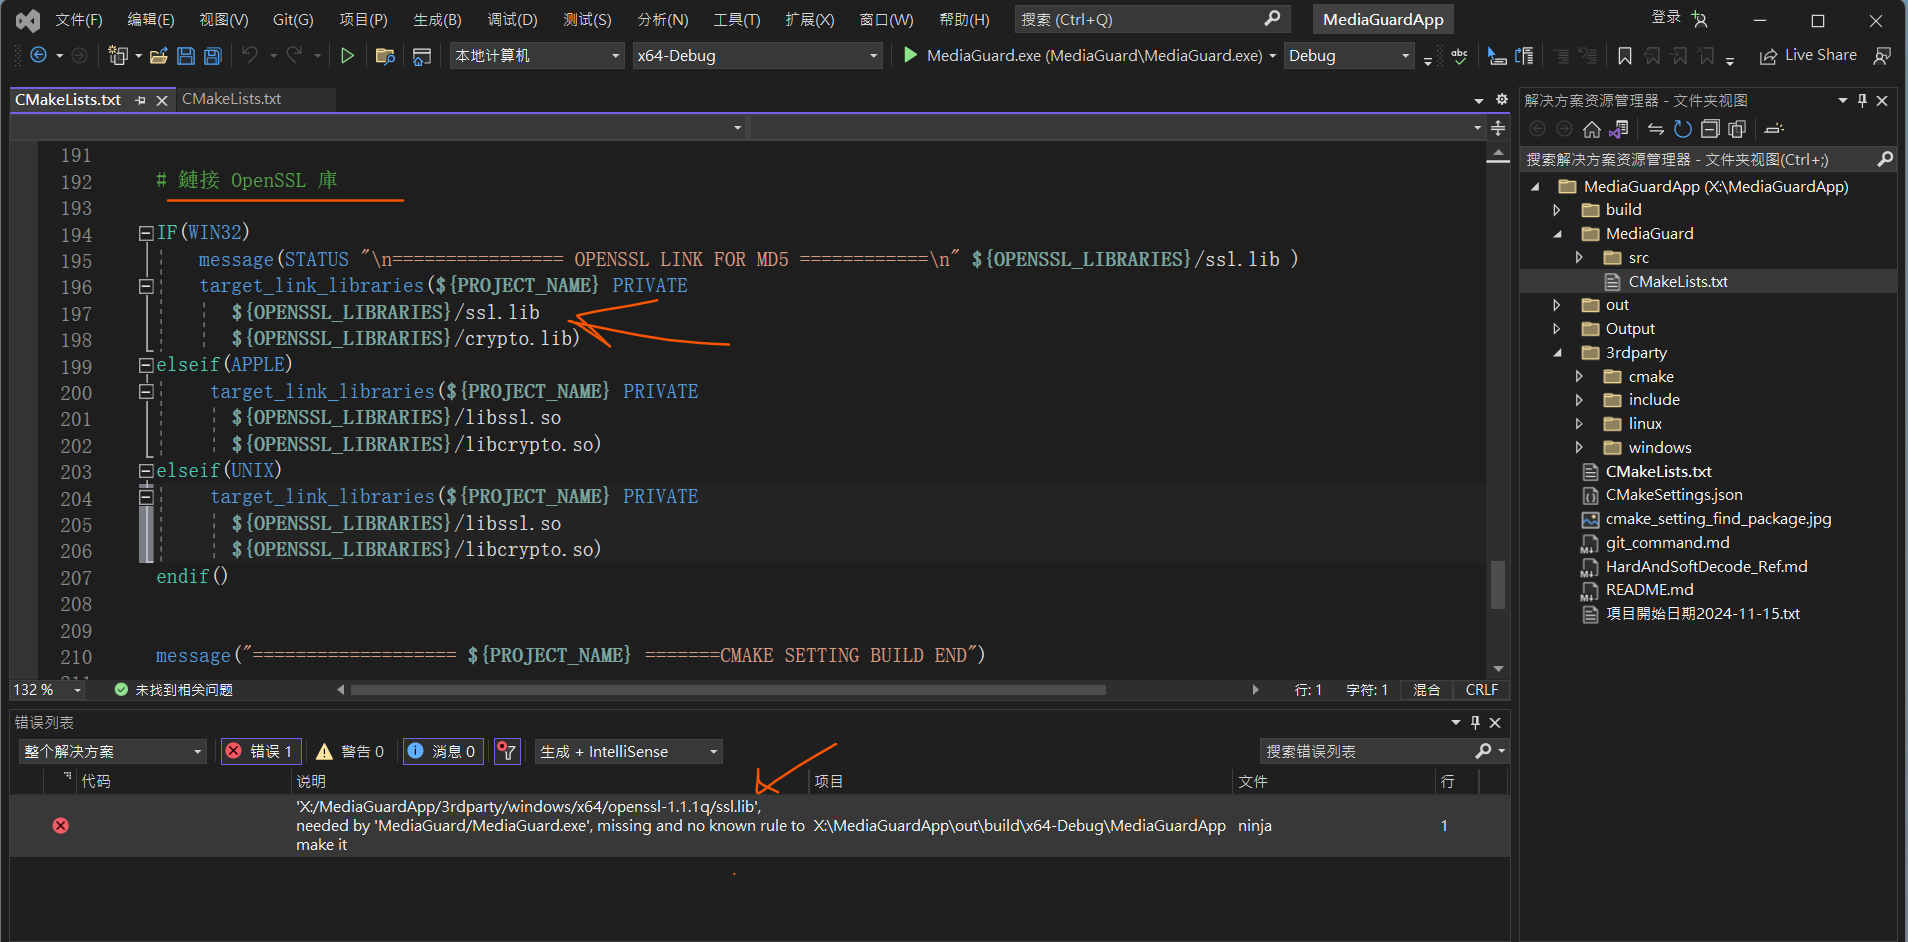 文件(F) 编辑(E) 视图(V) Git(G) 项目(P) 生成(B) 调试(D) 测试(S) 分析(N) 工具(T) 扩展(X) 窗口(W) 帮助(H) 搜索 (Ctrl+Q) MediaGuardApp 登录
本地计算机 x64-Debug MediaGuard.exe (MediaGuard\MediaGuard.exe) Debug abc Live Share
CMakeLists.txt CMakeLists.txt
191
192 # 鏈接 OpenSSL 庫
193
194 IF(WIN32)
195 message(STATUS "\n================ OPENSSL LINK FOR MD5 ============\n" ${OPENSSL_LIBRARIES}/ssl.lib )
196 target_link_libraries(${PROJECT_NAME} PRIVATE
197 ${OPENSSL_LIBRARIES}/ssl.lib
198 ${OPENSSL_LIBRARIES}/crypto.lib)
199 elseif(APPLE)
200 target_link_libraries(${PROJECT_NAME} PRIVATE
201 ${OPENSSL_LIBRARIES}/libssl.so
202 ${OPENSSL_LIBRARIES}/libcrypto.so)
203 elseif(UNIX)
204 target_link_libraries(${PROJECT_NAME} PRIVATE
205 ${OPENSSL_LIBRARIES}/libssl.so
206 ${OPENSSL_LIBRARIES}/libcrypto.so)
207 endif()
208
209
210 message("=================== ${PROJECT_NAME} =======CMAKE SETTING BUILD END")
132 % 未找到相关问题 行: 1 字符: 1 混合 CRLF
错误列表
整个解决方案 错误 1 警告 0 消息 0 生成 + IntelliSense 搜索错误列表
代码 说明 项目 文件 行
'X:/MediaGuardApp/3rdparty/windows/x64/openssl-1.1.1q/ssl.lib',
needed by 'MediaGuard/MediaGuard.exe', missing and no known rule to X:\MediaGuardApp\out\build\x64-Debug\MediaGuardApp ninja 1
make it
解决方案资源管理器 - 文件夹视图
搜索解决方案资源管理器 - 文件夹视图(Ctrl+;)
MediaGuardApp (X:\MediaGuardApp)
build
MediaGuard
src
CMakeLists.txt
out
Output
3rdparty
cmake
include
linux
windows
CMakeLists.txt
CMakeSettings.json
cmake_setting_find_package.jpg
git_command.md
HardAndSoftDecode_Ref.md
README.md
項目開始日期2024-11-15.txt